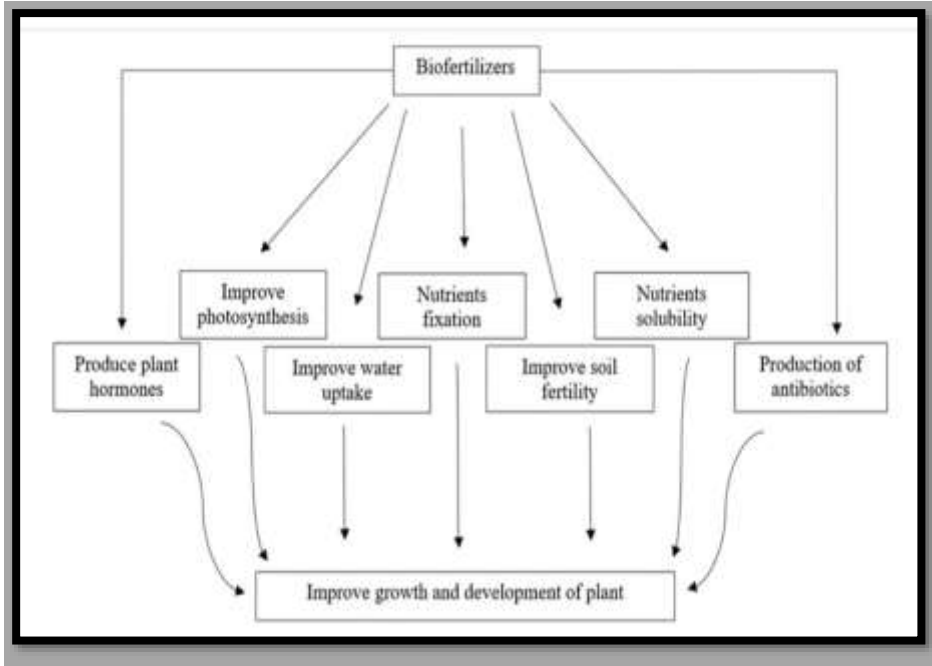 Biofertilizers
Improve
photosynthesis
Nutrients
fixation
Nutrients
solubility
Produce plant
hormones
Improve water
uptake
Improve soil
fertility
Production of
antibiotics
Improve growth and development of plant